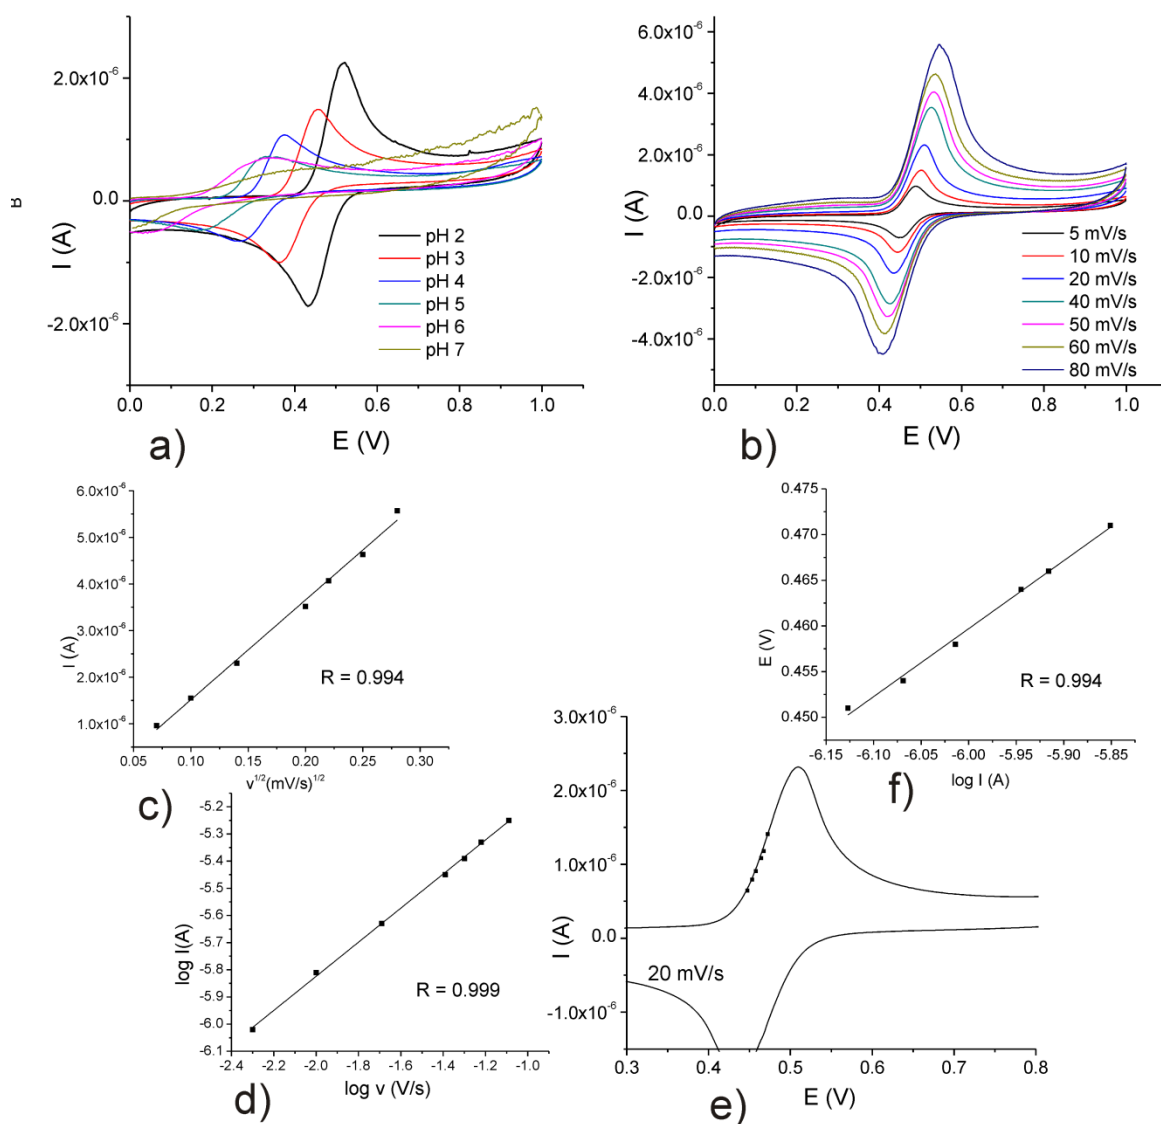 B
2.0x10-6
0.0
-2.0x10-6
I (A)
pH 2
pH 3
pH 4
pH 5
pH 6
pH 7
0.0 0.2 0.4 0.6 0.8 1.0
E (V)
a)
6.0x10-6
4.0x10-6
2.0x10-6
0.0
-2.0x10-6
-4.0x10-6
I (A)
5 mV/s
10 mV/s
20 mV/s
40 mV/s
50 mV/s
60 mV/s
80 mV/s
0.0 0.2 0.4 0.6 0.8 1.0
E (V)
b)
6.0x10-6
5.0x10-6
4.0x10-6
3.0x10-6
2.0x10-6
1.0x10-6
I (A)
R = 0.994
0.05 0.10 0.15 0.20 0.25 0.30
v1/2(mV/s)1/2
c)
0.475
0.470
0.465
0.460
0.455
0.450
E (V)
R = 0.994
-6.15 -6.10 -6.05 -6.00 -5.95 -5.90 -5.85
log I (A)
f)
-5.2
-5.3
-5.4
-5.5
-5.6
-5.7
-5.8
-5.9
-6.0
-6.1
log I(A)
R = 0.999
-2.4 -2.2 -2.0 -1.8 -1.6 -1.4 -1.2 -1.0
log v (V/s)
d)
3.0x10-6
2.0x10-6
1.0x10-6
0.0
-1.0x10-6
I (A)
20 mV/s
0.3 0.4 0.5 0.6 0.7 0.8
E (V)
e)